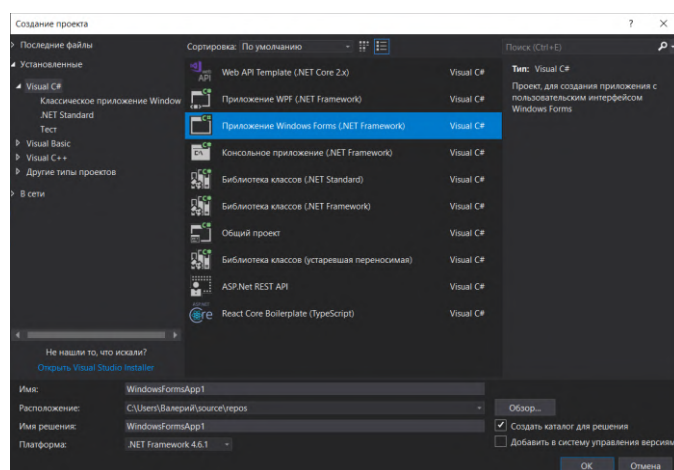 Создание проекта
? ×
Последние файлы
Сортировка: По умолчанию
Поиск (Ctrl+E)
Установленные
Visual C#
Классическое приложение Window
.NET Standard
Тест
Visual Basic
Visual C++
Другие типы проектов
В сети
Не нашли то, что искали?
Открыть Visual Studio Installer
Web API Template (.NET Core 2.x) Visual C#
Приложение WPF (.NET Framework) Visual C#
Приложение Windows Forms (.NET Framework) Visual C#
Консольное приложение (.NET Framework) Visual C#
Библиотека классов (.NET Standard) Visual C#
Библиотека классов (.NET Framework) Visual C#
Общий проект Visual C#
Библиотека классов (устаревшая переносимая) Visual C#
ASP.Net REST API Visual C#
React Core Boilerplate (TypeScript) Visual C#
Тип: Visual C#
Проект, для создания приложения с
пользовательским интерфейсом
Windows Forms
Имя: WindowsFormsApp1
Расположение: C:\Users\Валерий\source\repos
Обзор...
Имя решения: WindowsFormsApp1
Создать каталог для решения
Платформа: .NET Framework 4.6.1
Добавить в систему управления версиям
OK Отмена